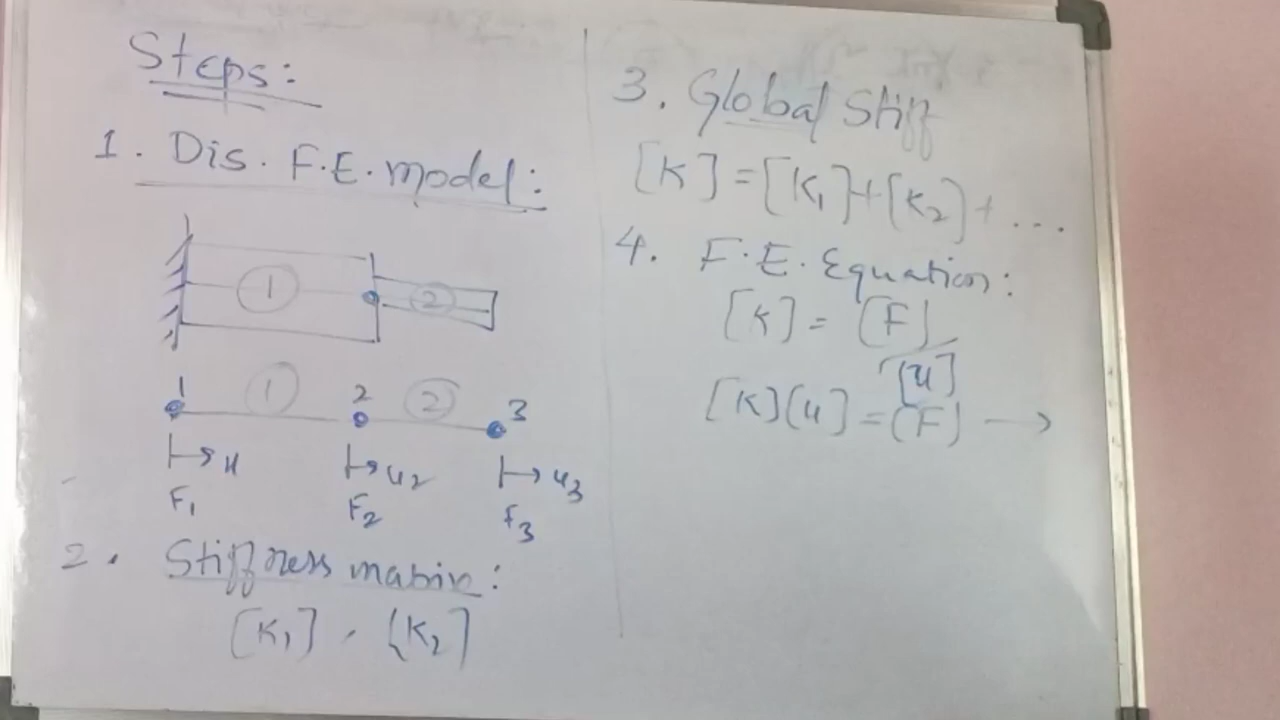 Steps:
1. Dis. F.E. model:
1
2
1 1 2 2 3
u u2 u3
F1 F2 F3
2. Stiffness matrix:
[K1], [K2]
3. Global Stiff
[K] = [K1] + [K2] + ...
4. F.E. Equation:
[K] = [F]
[u]
[K] [u] = [F] →